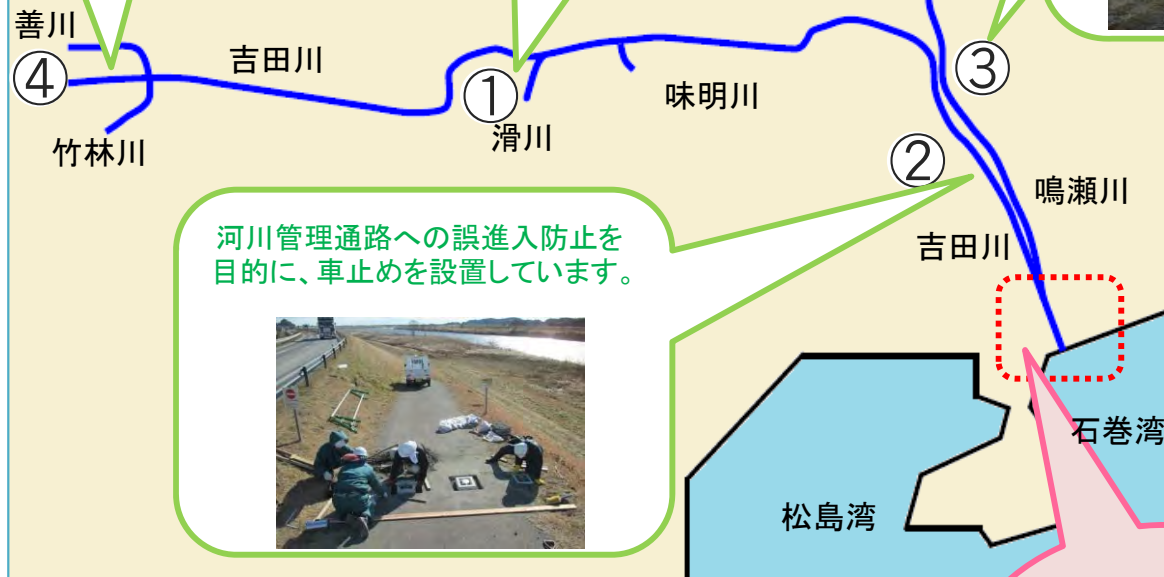 善川
④
吉田川
竹林川
①
滑川
味明川
③
②
鳴瀬川
吉田川
河川管理通路への誤進入防止を
目的に、車止めを設置しています。
石巻湾
松島湾